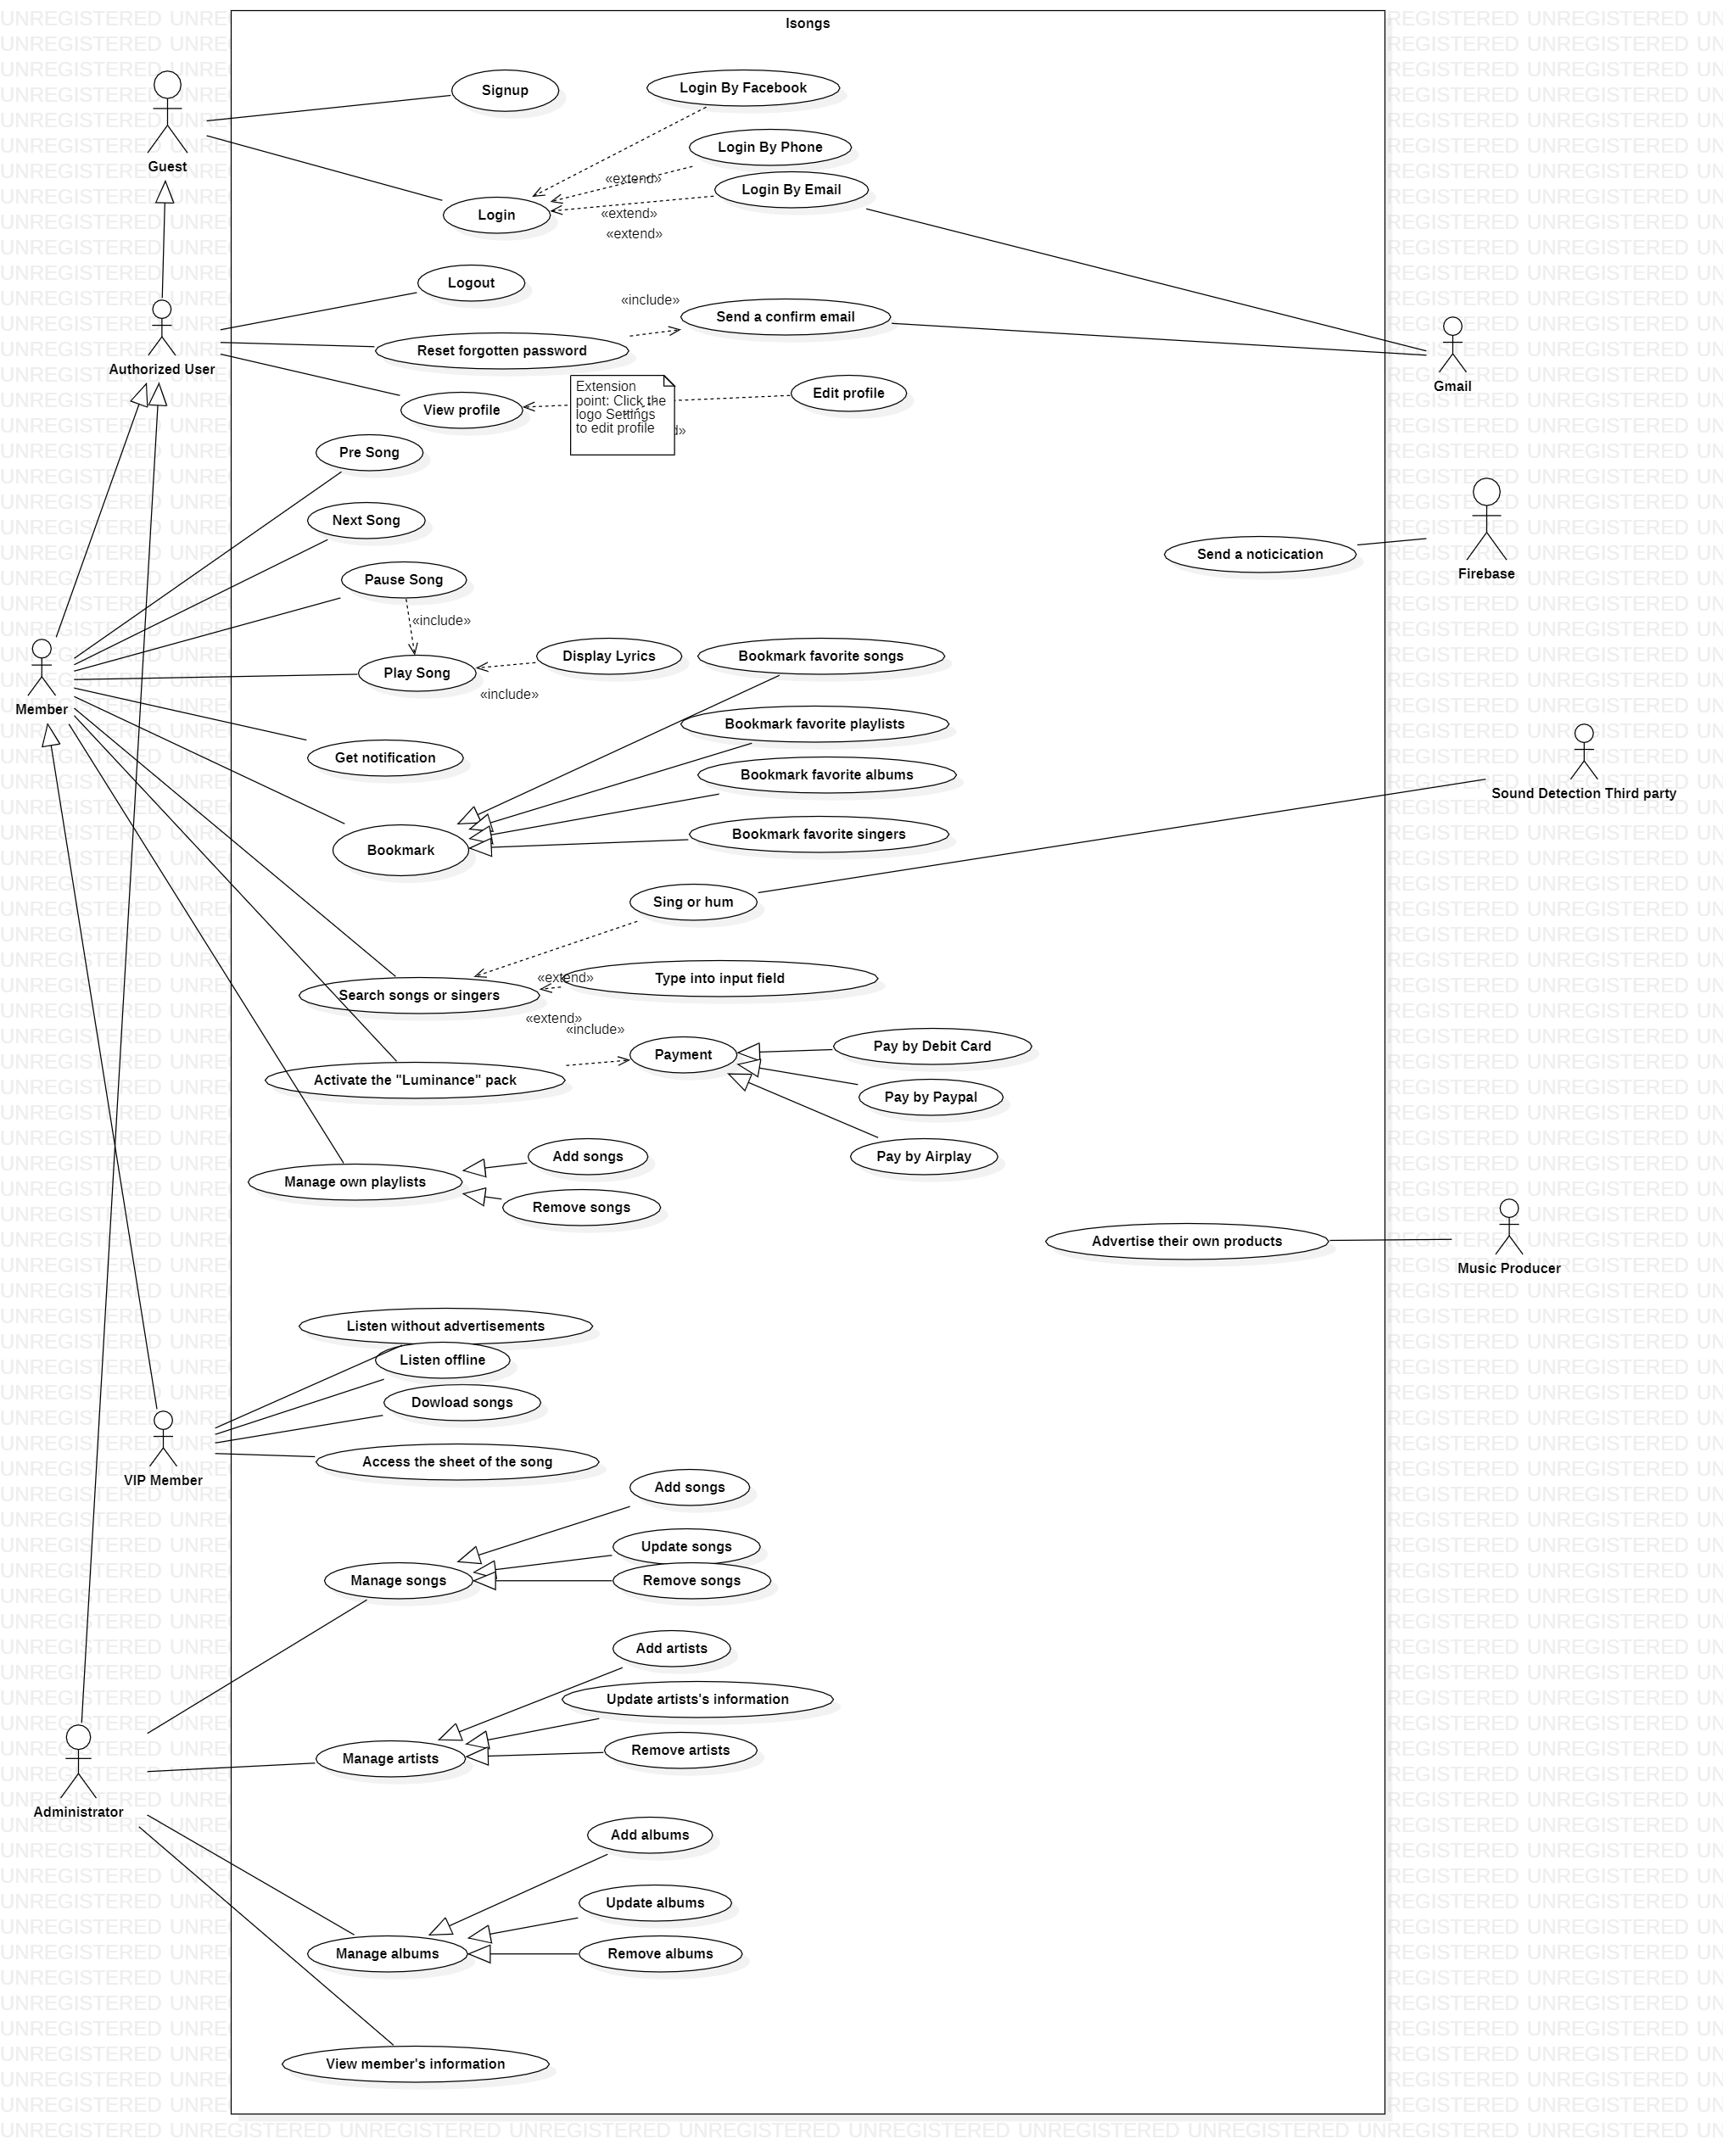 Isongs
Signup
Login By Facebook
Login By Phone
«extend»
Login By Email
Login
«extend»
«extend»
Guest
Logout
«include»
Send a confirm email
Reset forgotten password
Authorized User
Gmail
Extension
point: Click the
logo Settings
to edit profile
Edit profile
View profile
Pre Song
Next Song
Send a noticication
Firebase
Pause Song
«include»
Display Lyrics
Bookmark favorite songs
Play Song
«include»
Member
Bookmark favorite playlists
Get notification
Bookmark favorite albums
Sound Detection Third party
Bookmark favorite singers
Bookmark
Sing or hum
«extend»
Type into input field
Search songs or singers
«extend»
«include»
Payment
Pay by Debit Card
Activate the "Luminance" pack
Pay by Paypal
Pay by Airplay
Add songs
Manage own playlists
Remove songs
Advertise their own products
Music Producer
Listen without advertisements
Listen offline
Dowload songs
Access the sheet of the song
VIP Member
Add songs
Update songs
Manage songs
Remove songs
Add artists
Update artists's information
Manage artists
Remove artists
Administrator
Add albums
Update albums
Manage albums
Remove albums
View member's information
UNREGISTERED UNREGISTERED UNREGISTERED UNREGISTERED UNREGISTERED UNREGISTERED UNREGISTERED UNREGISTERED UNREGISTERED UNREGISTERED UN